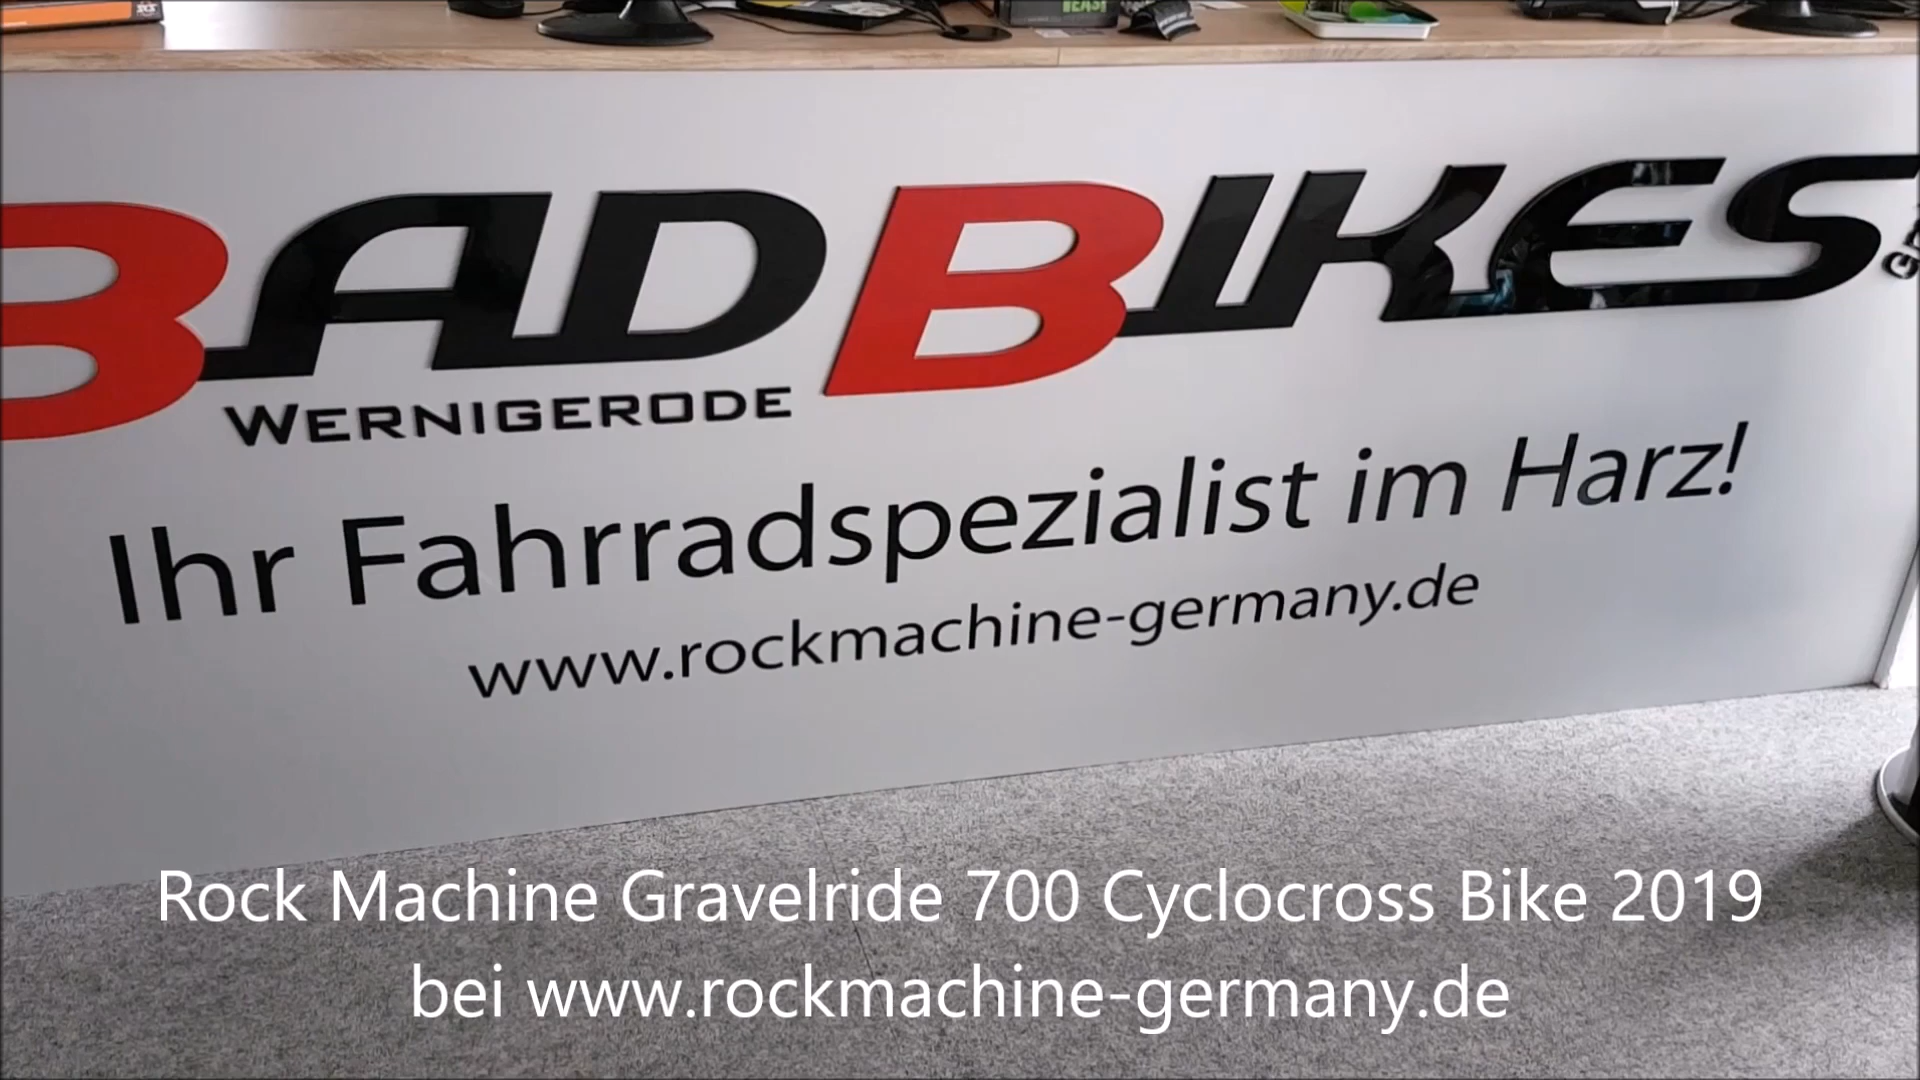 EASY
BADBIKES
WERNIGERODE
Ihr Fahrradspezialist im Harz!
www.rockmachine-germany.de
Rock Machine Gravelride 700 Cyclocross Bike 2019
bei www.rockmachine-germany.de